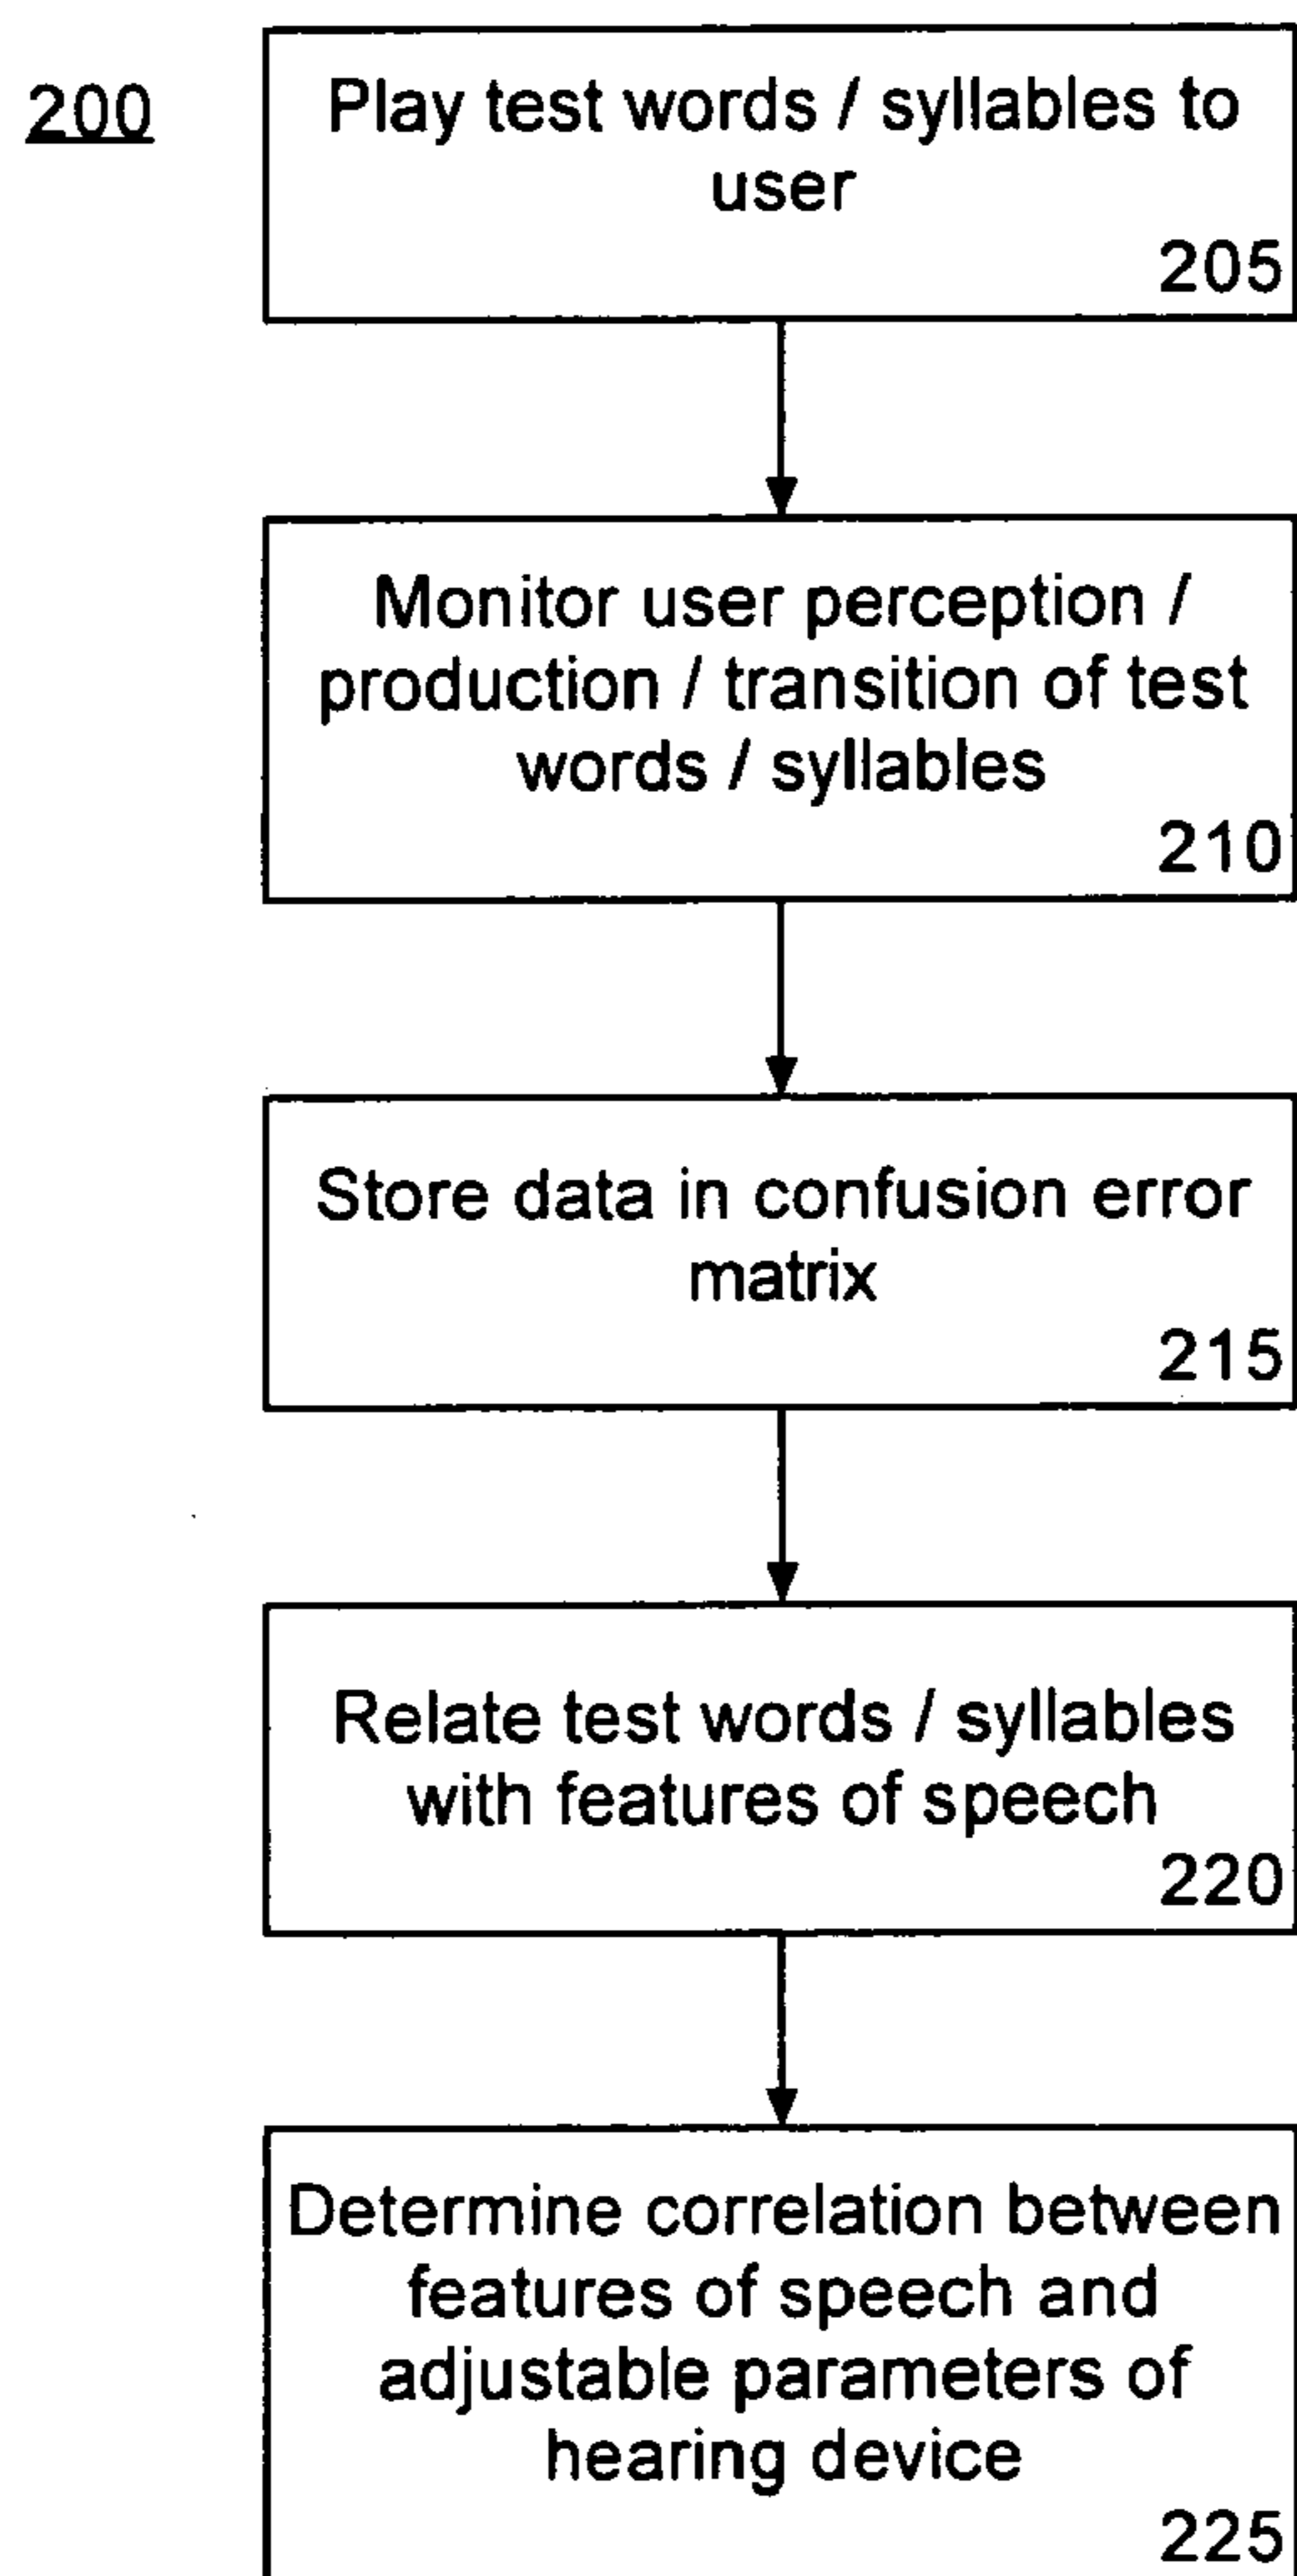 200
Play test words / syllables to
user
205
Monitor user perception /
production / transition of test
words / syllables
210
Store data in confusion error
matrix
215
Relate test words / syllables
with features of speech
220
Determine correlation between
features of speech and
adjustable parameters of
hearing device
225